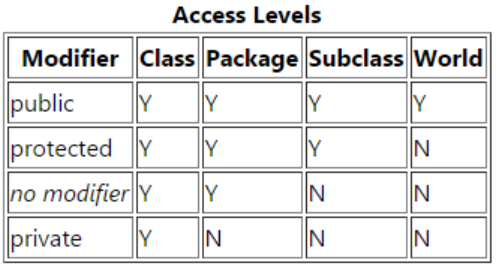 Access Levels
Modifier Class Package Subclass World
public Y Y Y Y
protected Y Y Y N
no modifier Y Y N N
private Y N N N